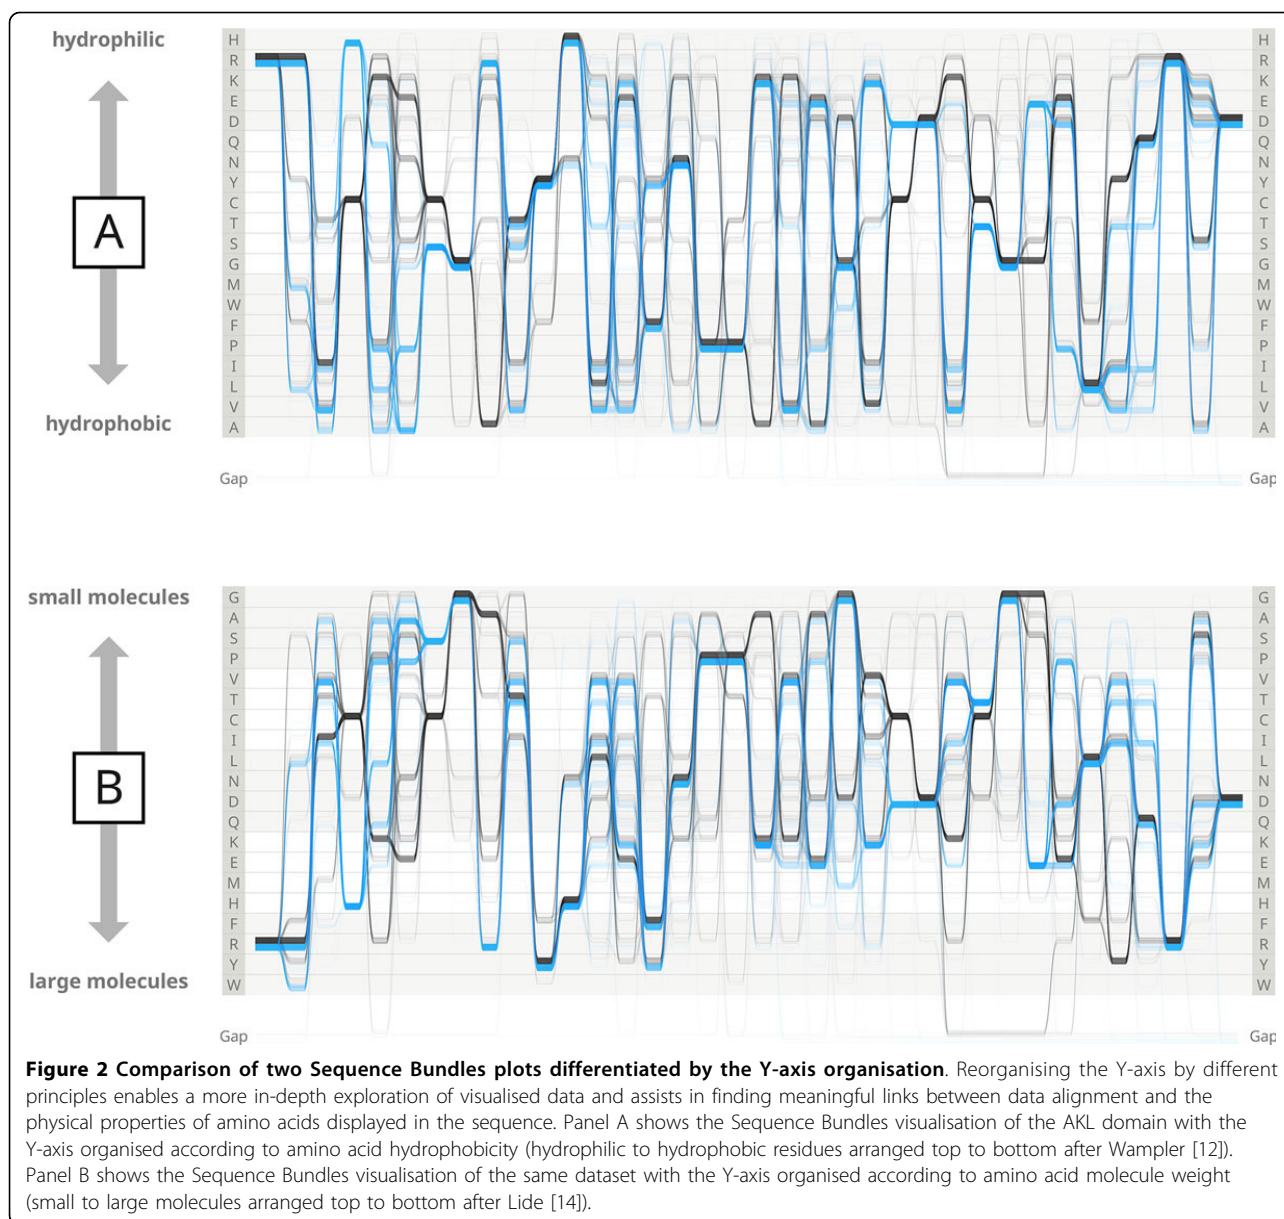 hydrophilic
A
hydrophobic
H H
R R
K K
E E
D D
Q Q
N N
Y Y
C C
T T
S S
G G
M M
W W
F F
P P
I I
L L
V V
A A
Gap Gap
small molecules
B
large molecules
G G
A A
S S
P P
V V
T T
C C
I I
L L
N N
D D
Q Q
K K
E E
M M
H H
F F
R R
Y Y
W W
Gap Gap
Figure 2 Comparison of two Sequence Bundles plots differentiated by the Y-axis organisation. Reorganising the Y-axis by different
principles enables a more in-depth exploration of visualised data and assists in finding meaningful links between data alignment and the
physical properties of amino acids displayed in the sequence. Panel A shows the Sequence Bundles visualisation of the AKL domain with the
Y-axis organised according to amino acid hydrophobicity (hydrophilic to hydrophobic residues arranged top to bottom after Wampler [12]).
Panel B shows the Sequence Bundles visualisation of the same dataset with the Y-axis organised according to amino acid molecule weight
(small to large molecules arranged top to bottom after Lide [14]).